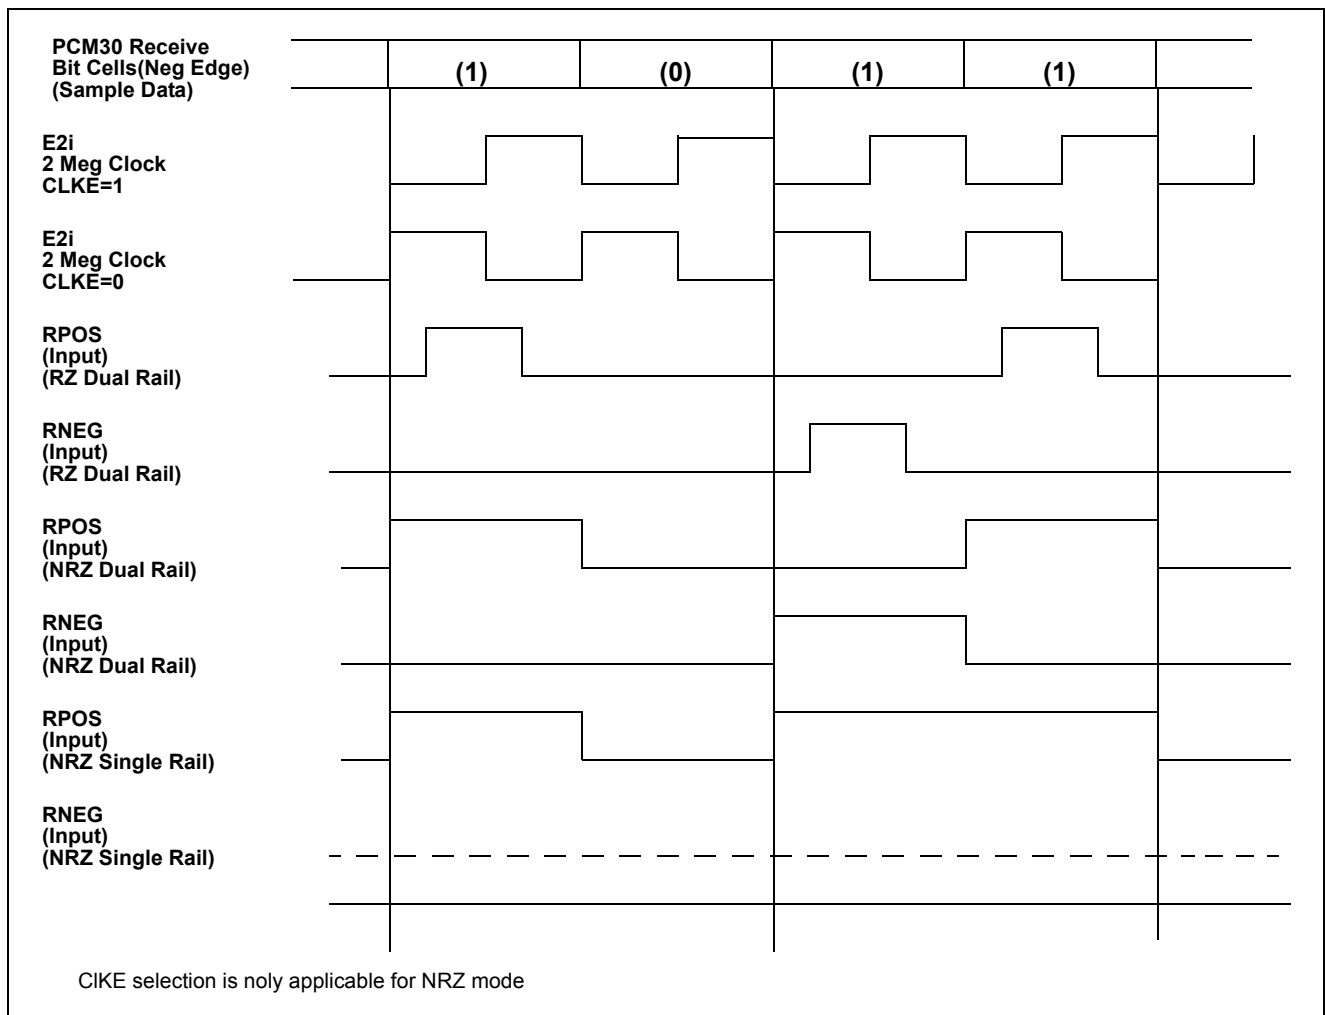 PCM30 Receive
Bit Cells(Neg Edge)
(Sample Data)
(1)
(0)
(1)
(1)
E2i
2 Meg Clock
CLKE=1
E2i
2 Meg Clock
CLKE=0
RPOS
(Input)
(RZ Dual Rail)
RNEG
(Input)
(RZ Dual Rail)
RPOS
(Input)
(NRZ Dual Rail)
RNEG
(Input)
(NRZ Dual Rail)
RPOS
(Input)
(NRZ Single Rail)
RNEG
(Input)
(NRZ Single Rail)
ClKE selection is noly applicable for NRZ mode